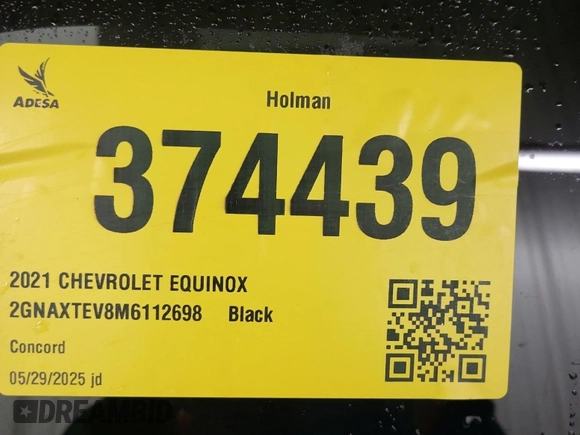 ADESA
Holman
374439
2021 CHEVROLET EQUINOX
2GNAXTEV8M6112698 Black
Concord
05/29/2025 jd
DREAMBID